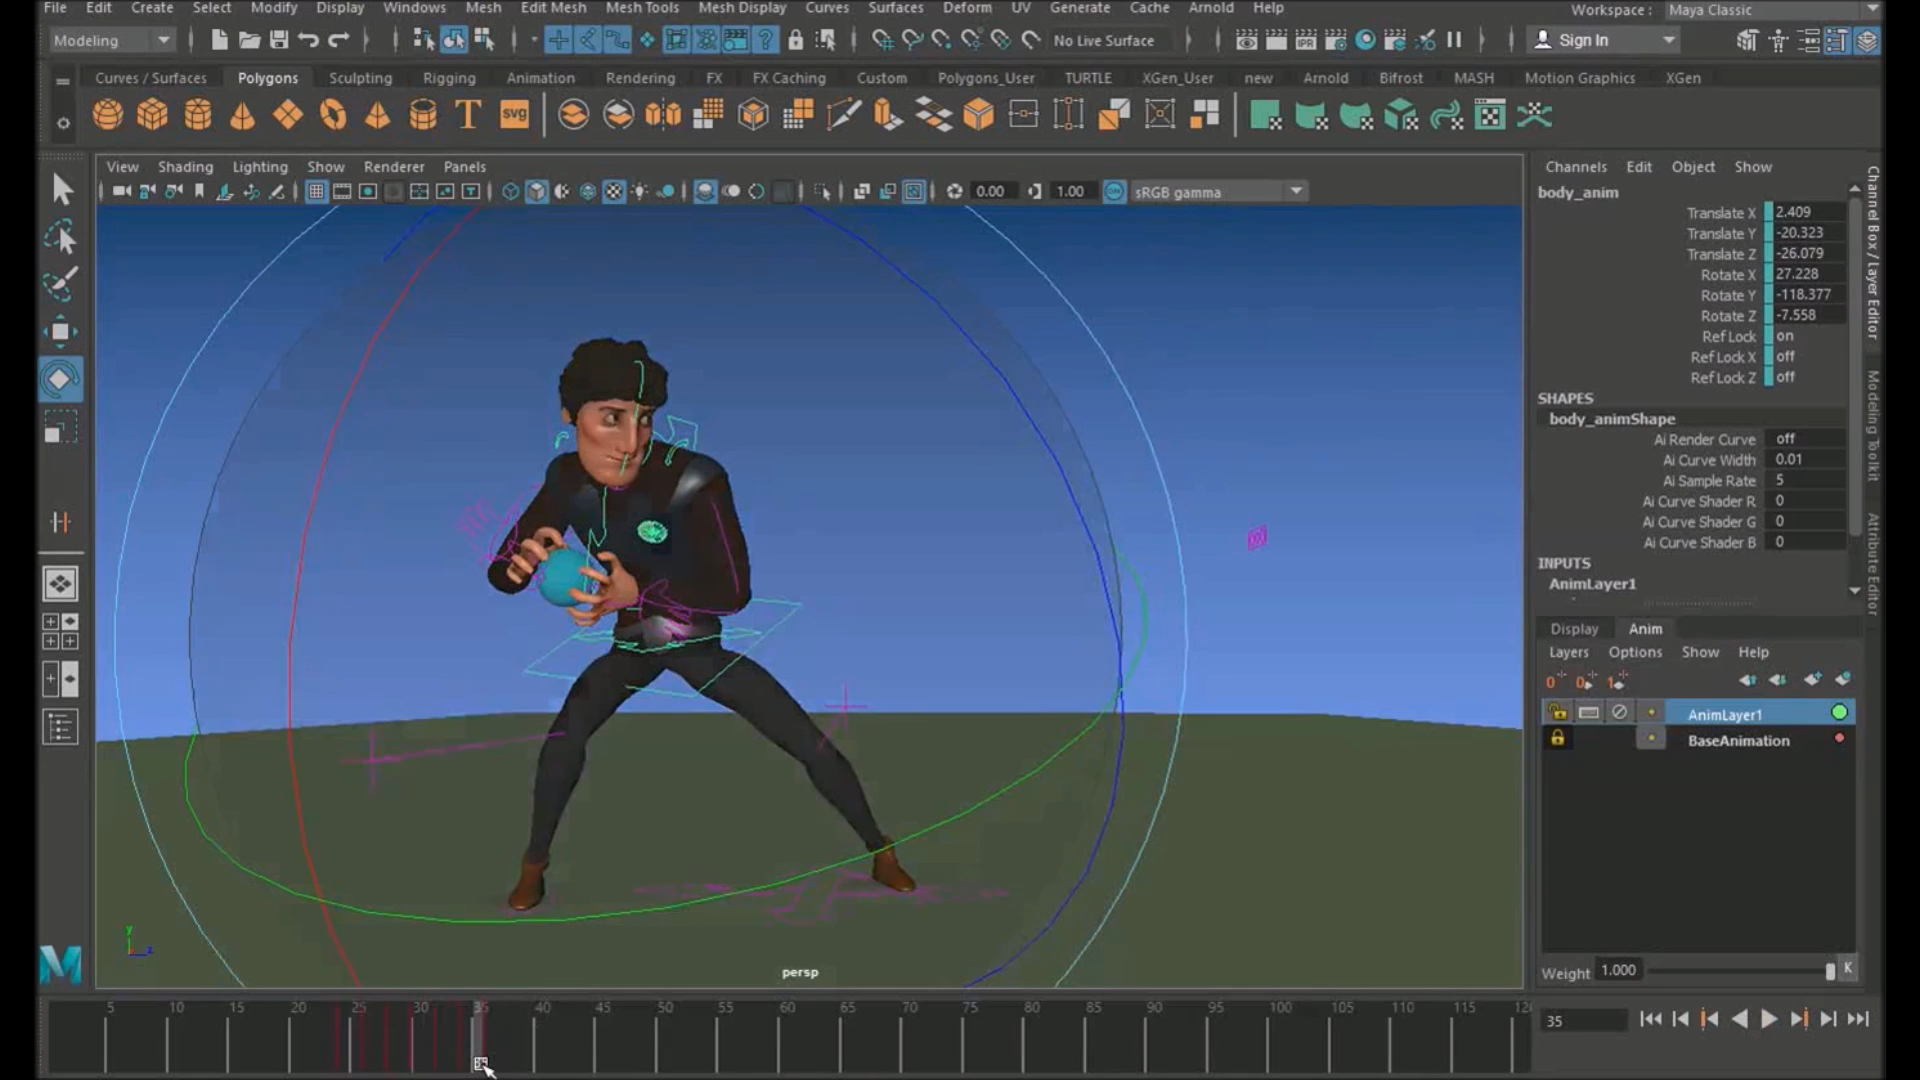 File Edit Create Select Modify Display Windows Mesh Edit Mesh Mesh Tools Mesh Display Curves Surfaces Deform UV Generate Cache Arnold Help Workspace : Maya Classic
Modeling No Live Surface Sign In
Curves / Surfaces Polygons Sculpting Rigging Animation Rendering FX FX Caching Custom Polygons_User TURTLE XGen_User new Arnold Bifrost MASH Motion Graphics XGen
T SVG
View Shading Lighting Show Renderer Panels
0.00 1.00 ON sRGB gamma
IPR
Channels Edit Object Show
body_anim
Translate X 2.409
Translate Y -20.323
Translate Z -26.079
Rotate X 27.228
Rotate Y -118.377
Rotate Z -7.558
Ref Lock on
Ref Lock X off
Ref Lock Z off
SHAPES
body_animShape
Ai Render Curve off
Ai Curve Width 0.01
Ai Sample Rate 5
Ai Curve Shader R 0
Ai Curve Shader G 0
Ai Curve Shader B 0
INPUTS
AnimLayer1
Channel Box / Layer Editor
Modeling Toolkit
Attribute Editor
Display Anim
Layers Options Show Help
0 0 1
AnimLayer1
BaseAnimation
Weight 1.000 K
y
z
persp
5 10 15 20 25 30 35 40 45 50 55 60 65 70 75 80 85 90 95 100 105 110 115 120
35